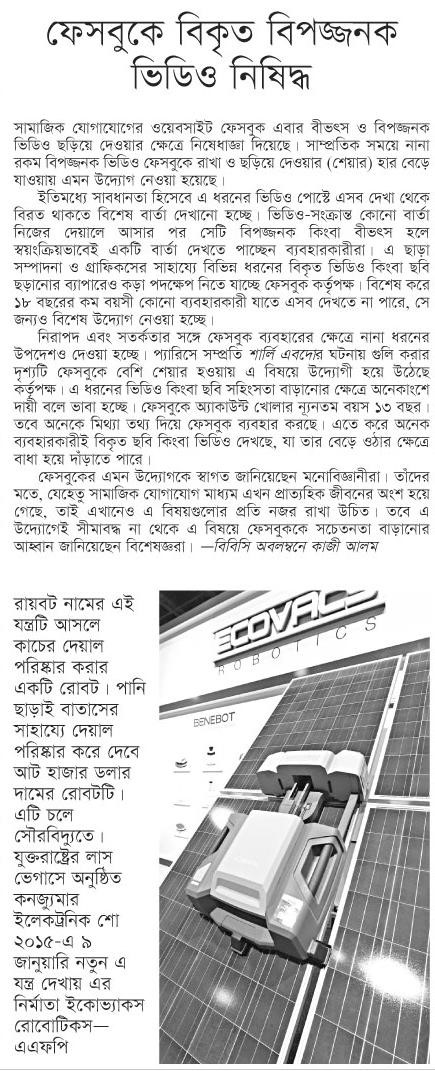 ফেসবুকে বিকৃত বিপজ্জনক
ভিডিও নিষিদ্ধ
সামাজিক যোগাযোগের ওয়েবসাইট ফেসবুক এবার বীভৎস ও বিপজ্জনক
ভিডিও ছড়িয়ে দেওয়ার ক্ষেত্রে নিষেধাজ্ঞা দিয়েছে। সাম্প্রতিক সময়ে নানা
রকম বিপজ্জনক ভিডিও ফেসবুকে রাখা ও ছড়িয়ে দেওয়ার (শেয়ার) হার বেড়ে
যাওয়ায় এমন উদ্যোগ নেওয়া হয়েছে।
ইতিমধ্যে সাবধানতা হিসেবে এ ধরনের ভিডিও পোস্টে এসব দেখা থেকে
বিরত থাকতে বিশেষ বার্তা দেখানো হচ্ছে। ভিডিও-সংক্রান্ত কোনো বার্তা
নিজের দেয়ালে আসার পর সেটি বিপজ্জনক কিংবা বীভৎস হলে
স্বয়ংক্রিয়ভাবেই একটি বার্তা দেখতে পাচ্ছেন ব্যবহারকারীরা। এ ছাড়া
সম্পাদনা ও গ্রাফিকসের সাহায্যে বিভিন্ন ধরনের বিকৃত ভিডিও কিংবা ছবি
ছড়ানোর ব্যাপারেও কড়া পদক্ষেপ নিতে যাচ্ছে ফেসবুক কর্তৃপক্ষ। বিশেষ করে
১৮ বছরের কম বয়সী কোনো ব্যবহারকারী যাতে এসব দেখতে না পারে, সে
জন্যও বিশেষ উদ্যোগ নেওয়া হচ্ছে।
নিরাপদ এবং সতর্কতার সঙ্গে ফেসবুক ব্যবহারের ক্ষেত্রে নানা ধরনের
উপদেশও দেওয়া হচ্ছে। প্যারিসে সম্প্রতি শার্লি এবদোর ঘটনায় গুলি করার
দৃশ্যটি ফেসবুকে বেশি শেয়ার হওয়ায় এ বিষয়ে উদ্যোগী হয়ে উঠেছে
কর্তৃপক্ষ। এ ধরনের ভিডিও কিংবা ছবি সহিংসতা বাড়ানোর ক্ষেত্রে অনেকাংশে
দায়ী বলে ভাবা হচ্ছে। ফেসবুকে অ্যাকাউন্ট খোলার ন্যূনতম বয়স ১৩ বছর।
তবে অনেকে মিথ্যা তথ্য দিয়ে ফেসবুক ব্যবহার করছে। এতে করে অনেক
ব্যবহারকারীই বিকৃত ছবি কিংবা ভিডিও দেখছে, যা তার বেড়ে ওঠার ক্ষেত্রে
বাধা হয়ে দাঁড়াতে পারে।
ফেসবুকের এমন উদ্যোগকে স্বাগত জানিয়েছেন মনোবিজ্ঞানীরা। তাঁদের
মতে, যেহেতু সামাজিক যোগাযোগ মাধ্যম এখন প্রাত্যহিক জীবনের অংশ হয়ে
গেছে, তাই এখানেও এ বিষয়গুলোর প্রতি নজর রাখা উচিত। তবে এ
উদ্যোগেই সীমাবদ্ধ না থেকে এ বিষয়ে ফেসবুককে সচেতনতা বাড়ানোর
আহ্বান জানিয়েছেন বিশেষজ্ঞরা। —বিবিসি অবলম্বনে কাজী আলম
রায়বট নামের এই
যন্ত্রটি আসলে
কাচের দেয়াল
পরিষ্কার করার
একটি রোবট। পানি
ছাড়াই বাতাসের
সাহায্যে দেয়াল
পরিষ্কার করে দেবে
আট হাজার ডলার
দামের রোবটটি।
এটি চলে
সৌরবিদ্যুতে।
যুক্তরাষ্ট্রের লাস
ভেগাসে অনুষ্ঠিত
কনজ্যুমার
ইলেকট্রনিক শো
২০১৫-এ ৯
জানুয়ারি নতুন এ
যন্ত্র দেখায় এর
নির্মাতা ইকোভ্যাকস
রোবোটিকস—
এএফপি
ECOVACS
ROBOTICS
BENEBOT